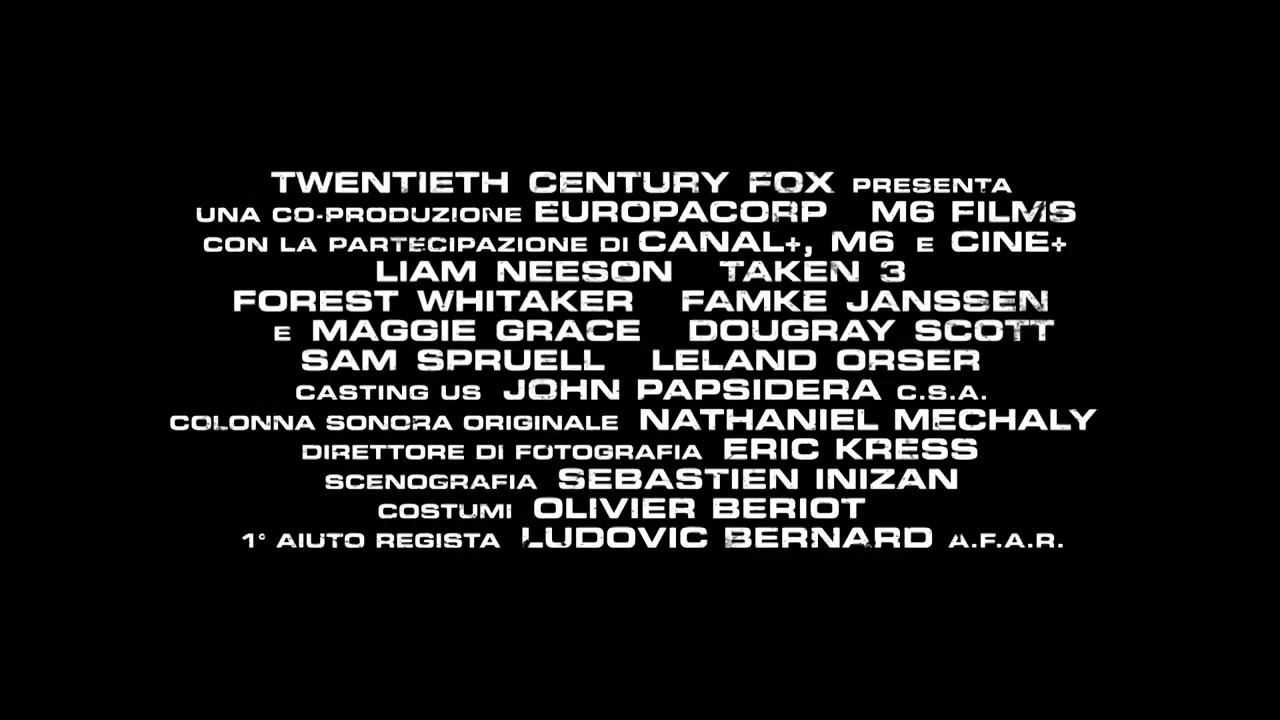 TWENTIETH CENTURY FOX PRESENTA
UNA CO-PRODUZIONE EUROPACORP M6 FILMS
CON LA PARTECIPAZIONE DI CANAL+, M6 E CINE+
LIAM NEESON TAKEN 3
FOREST WHITAKER FAMKE JANSSEN
E MAGGIE GRACE DOUGRAY SCOTT
SAM SPRUELL LELAND ORSER
CASTING US JOHN PAPSIDERA C.S.A.
COLONNA SONORA ORIGINALE NATHANIEL MECHALY
DIRETTORE DI FOTOGRAFIA ERIC KRESS
SCENOGRAFIA SEBASTIEN INIZAN
COSTUMI OLIVIER BERIOT
1° AIUTO REGISTA LUDOVIC BERNARD A.F.A.R.